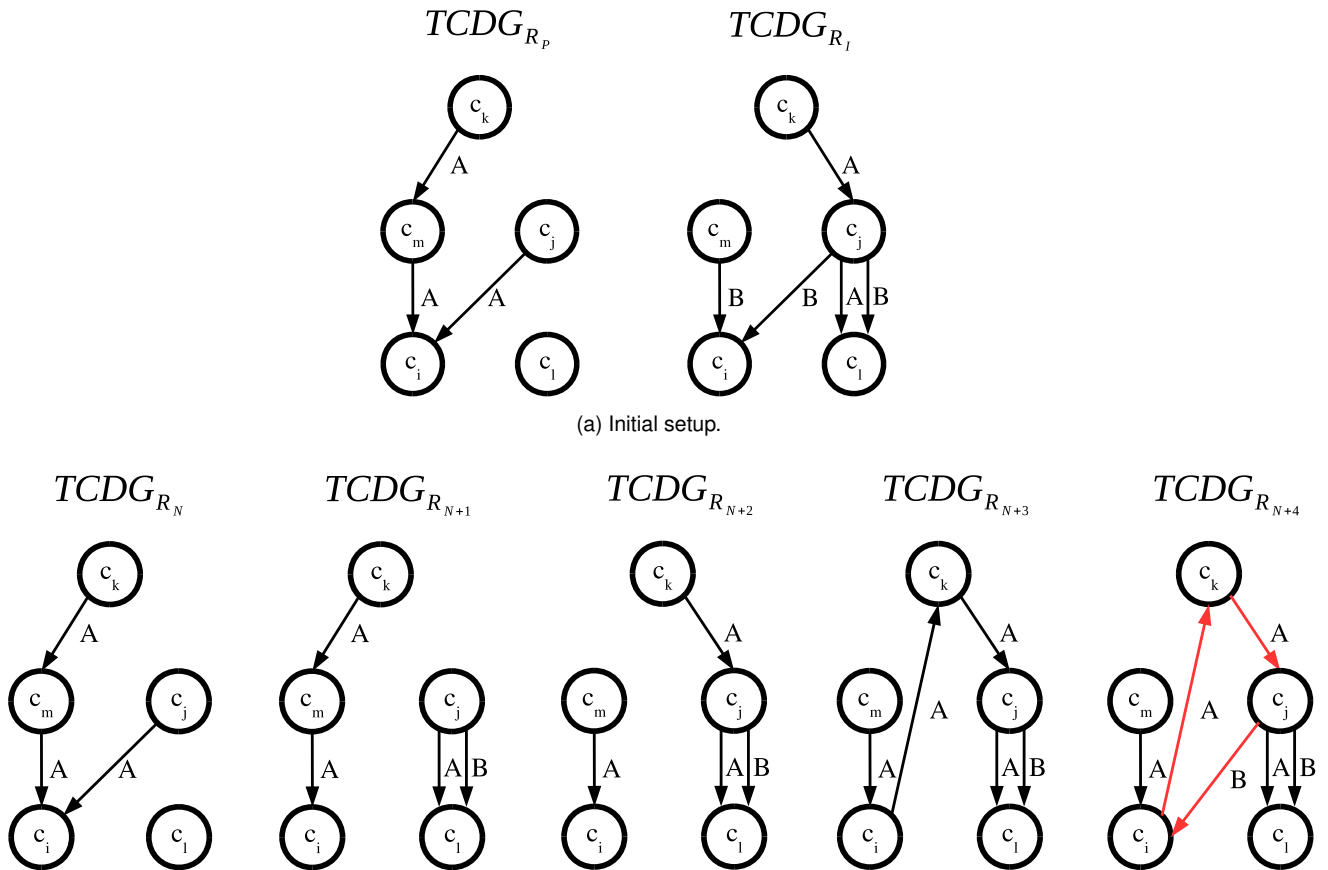 TCDG_{R_P} TCDG_{R_I}
c_k c_k
A A
c_m c_j c_m c_j
A A B B A B
c_i c_l c_i c_l
(a) Initial setup.
TCDG_{R_N} TCDG_{R_{N+1}} TCDG_{R_{N+2}} TCDG_{R_{N+3}} TCDG_{R_{N+4}}
c_k c_k c_k c_k c_k
A A A A A
c_m c_j c_m c_j c_m c_j c_m c_j c_m c_j
A A
A A A B A A B A A B A B A B
c_i c_l c_i c_l c_i c_l c_i c_l c_i c_l